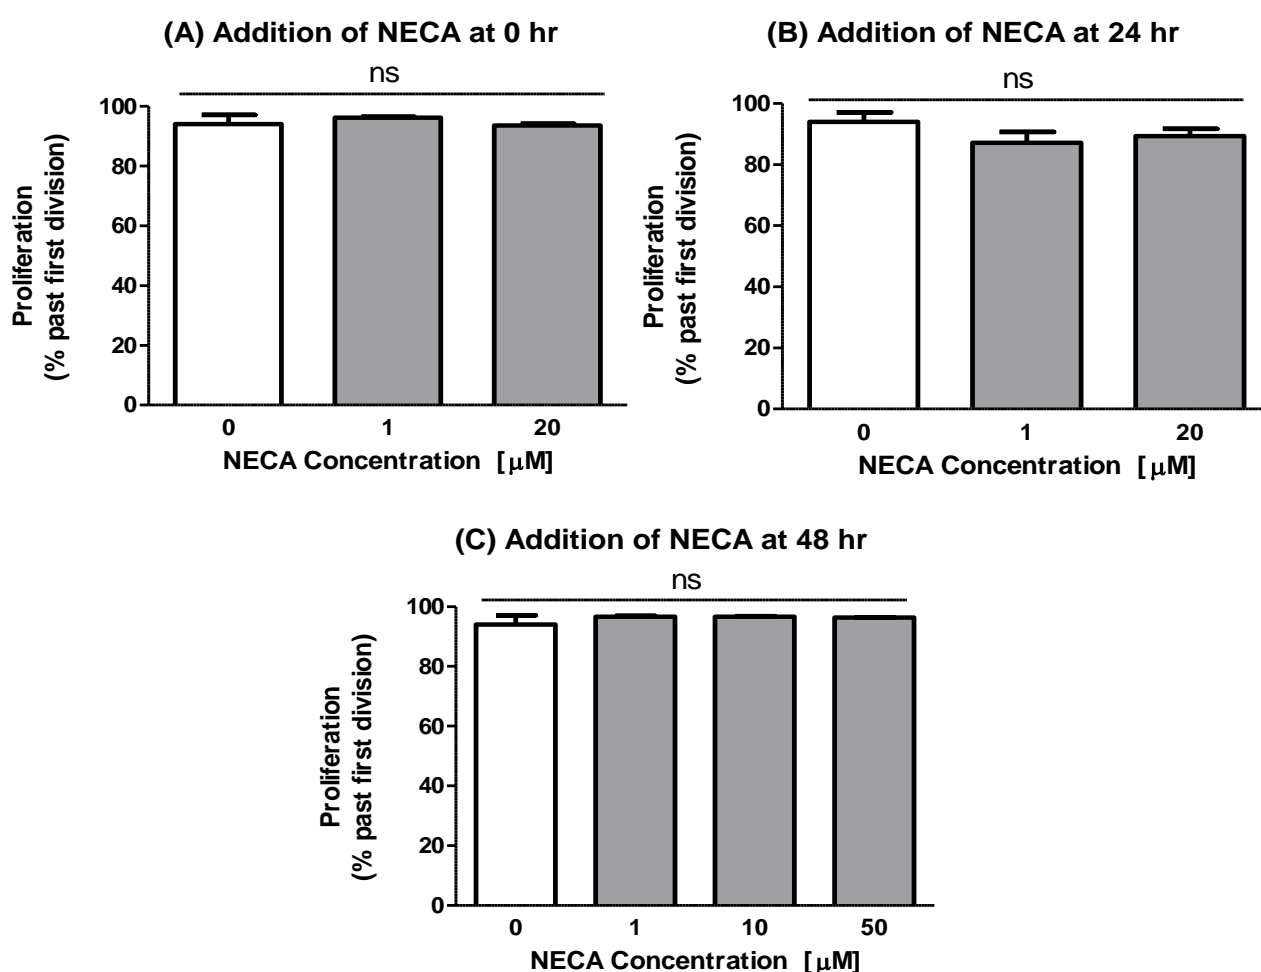 (A) Addition of NECA at 0 hr
ns
100
80
60
40
20
0
Proliferation
(% past first division)
0 1 20
NECA Concentration [μM]
(B) Addition of NECA at 24 hr
ns
100
80
60
40
20
0
Proliferation
(% past first division)
0 1 20
NECA Concentration [μM]
(C) Addition of NECA at 48 hr
ns
100
80
60
40
20
0
Proliferation
(% past first division)
0 1 10 50
NECA Concentration [μM]